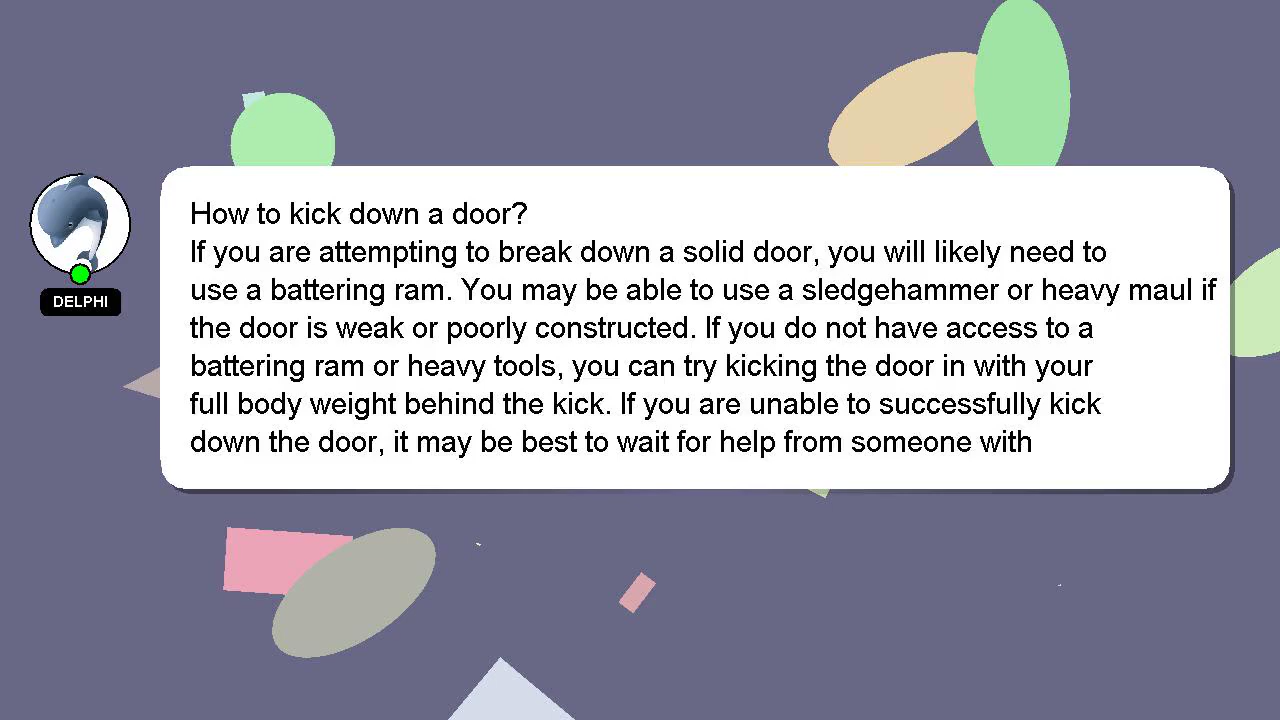 How to kick down a door?
If you are attempting to break down a solid door, you will likely need to
use a battering ram. You may be able to use a sledgehammer or heavy maul if
the door is weak or poorly constructed. If you do not have access to a
battering ram or heavy tools, you can try kicking the door in with your
full body weight behind the kick. If you are unable to successfully kick
down the door, it may be best to wait for help from someone with
DELPHI